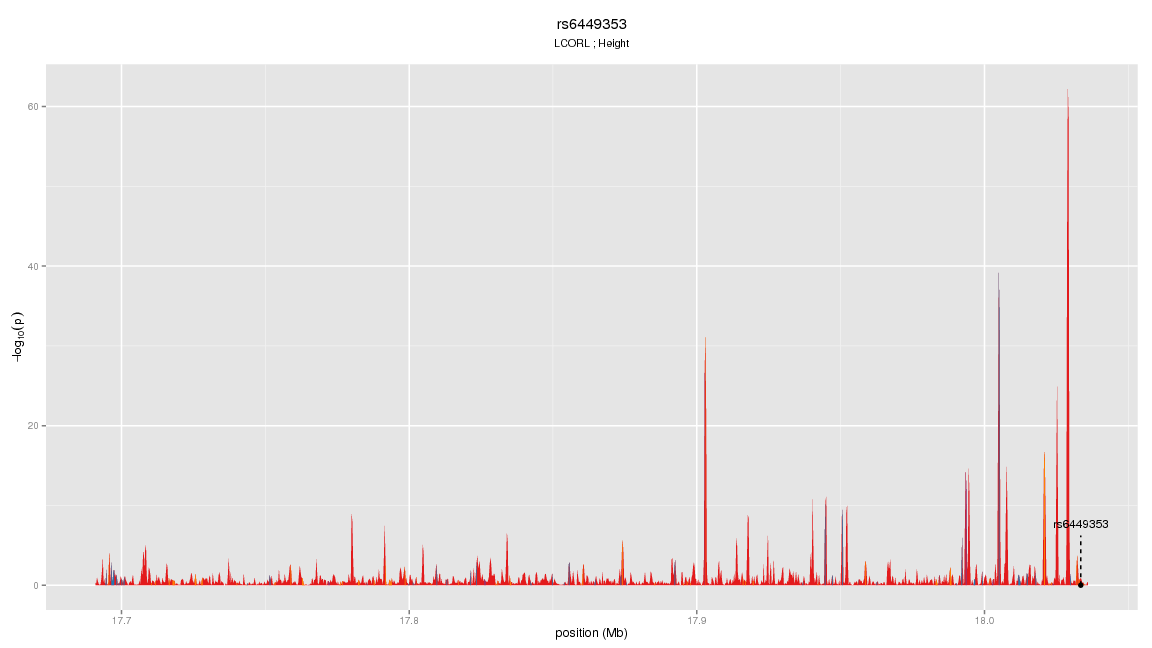 rs6449353
LCORL ; Height
60
40
20
0
−log10(p)
rs6449353
17.7
17.8
17.9
18.0
position (Mb)